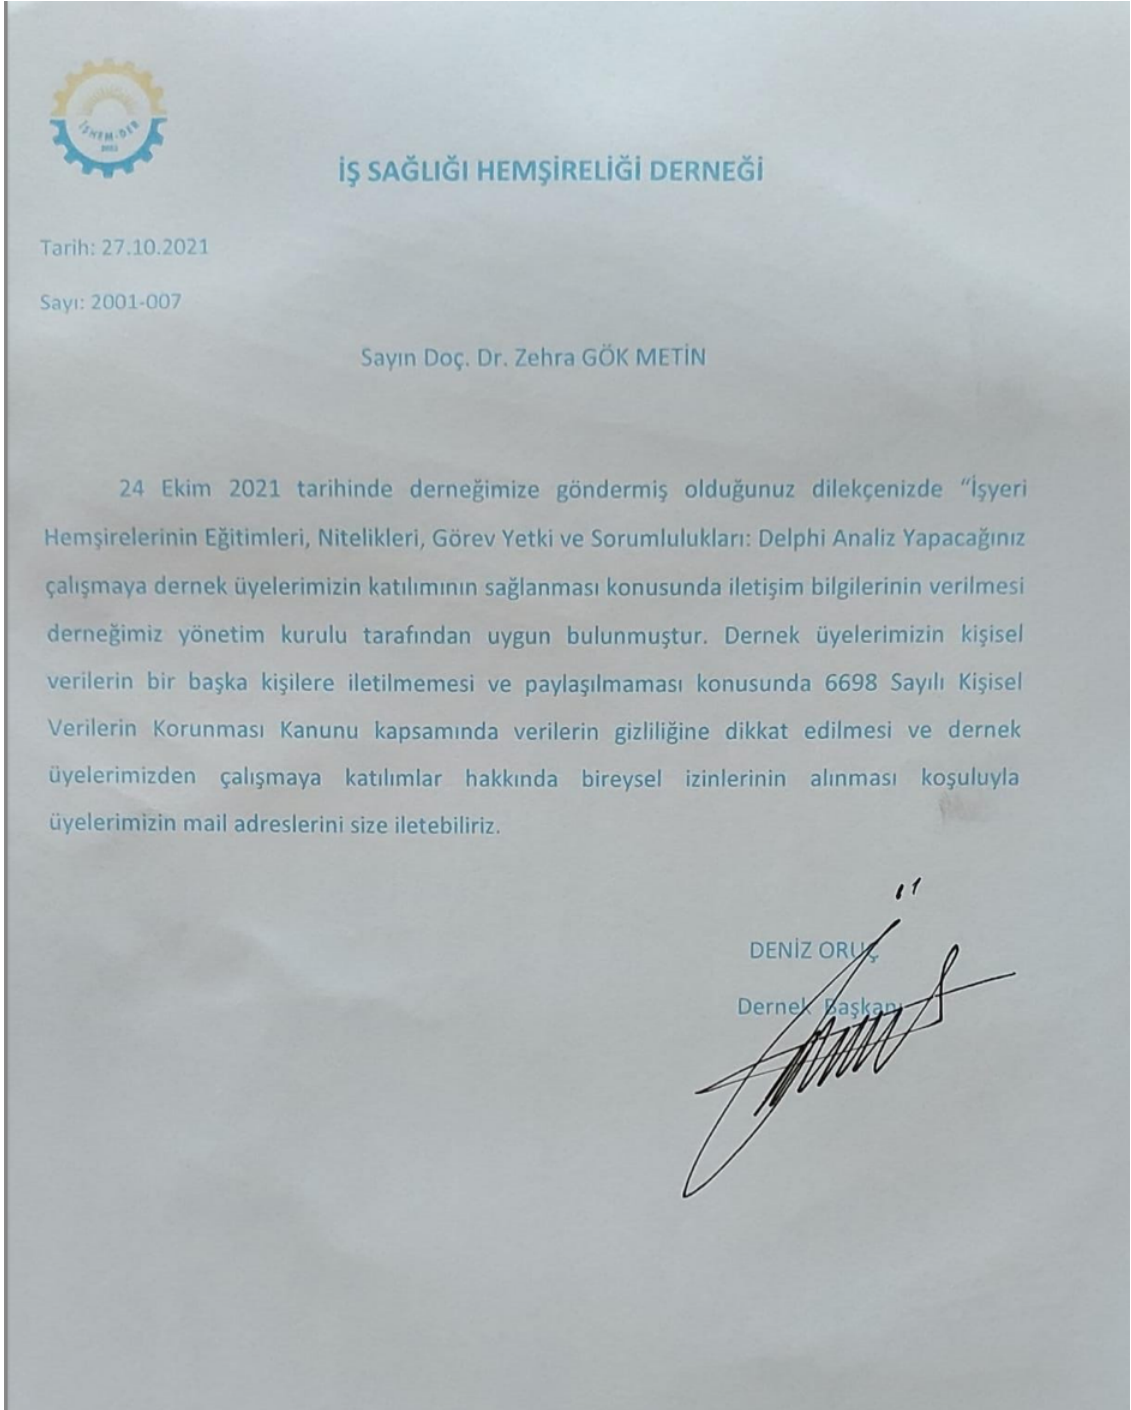 İSHEM-DER
İŞ SAĞLIĞI HEMŞİRELİĞİ DERNEĞİ
Tarih: 27.10.2021
Sayı: 2001-007
Sayın Doç. Dr. Zehra GÖK METİN
24 Ekim 2021 tarihinde derneğimize göndermiş olduğunuz dilekçenizde “İşyeri
Hemşirelerinin Eğitimleri, Nitelikleri, Görev Yetki ve Sorumlulukları: Delphi Analiz Yapacağınız
çalışmaya dernek üyelerimizin katılımının sağlanması konusunda iletişim bilgilerinin verilmesi
derneğimiz yönetim kurulu tarafından uygun bulunmuştur. Dernek üyelerimizin kişisel
verilerin bir başka kişilere iletilmemesi ve paylaşılmaması konusunda 6698 Sayılı Kişisel
Verilerin Korunması Kanunu kapsamında verilerin gizliliğine dikkat edilmesi ve dernek
üyelerimizden çalışmaya katılımlar hakkında bireysel izinlerinin alınması koşuluyla
üyelerimizin mail adreslerini size iletebiliriz.
DENİZ ORUÇ
Dernek Başkanı